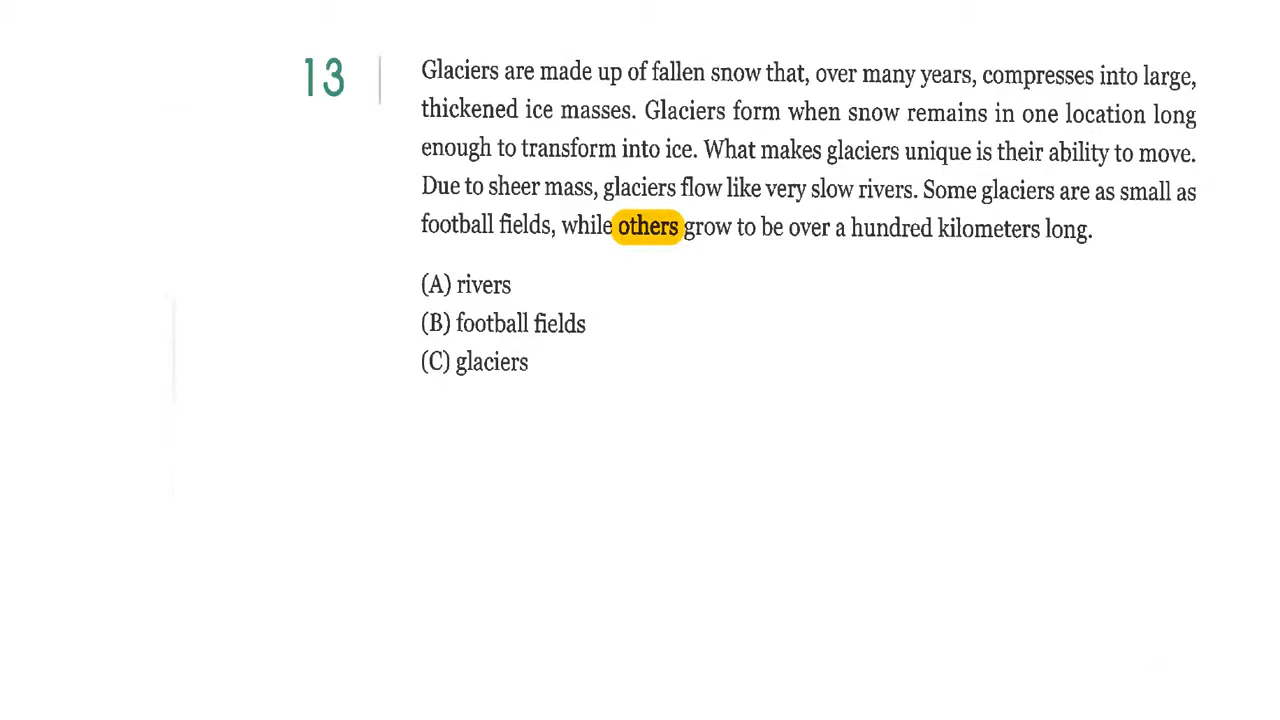 13
Glaciers are made up of fallen snow that, over many years, compresses into large,
thickened ice masses. Glaciers form when snow remains in one location long
enough to transform into ice. What makes glaciers unique is their ability to move.
Due to sheer mass, glaciers flow like very slow rivers. Some glaciers are as small as
football fields, while others grow to be over a hundred kilometers long.
(A) rivers
(B) football fields
(C) glaciers